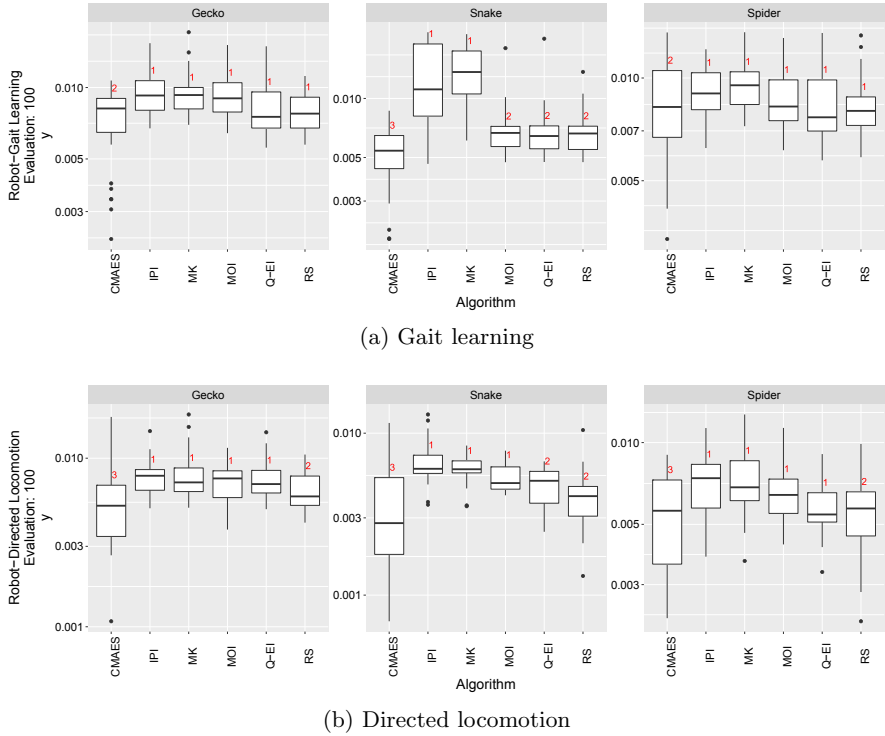 Gecko
Snake
Spider
Robot−Gait Learning
Evaluation: 100
y
0.010
0.005
0.003
2
1
1
1
1
1
0.010
0.005
0.003
3
1
1
2
2
2
0.010
0.007
0.005
2
1
1
1
1
1
CMAES
IPI
MK
MOI
Q−EI
RS
CMAES
IPI
MK
MOI
Q−EI
RS
CMAES
IPI
MK
MOI
Q−EI
RS
Algorithm
(a) Gait learning
Gecko
Snake
Spider
Robot−Directed Locomotion
Evaluation: 100
y
0.010
0.003
0.001
3
1
1
1
1
2
0.010
0.003
0.001
3
1
1
1
2
2
0.010
0.005
0.003
3
1
1
1
1
2
CMAES
IPI
MK
MOI
Q−EI
RS
CMAES
IPI
MK
MOI
Q−EI
RS
CMAES
IPI
MK
MOI
Q−EI
RS
Algorithm
(b) Directed locomotion